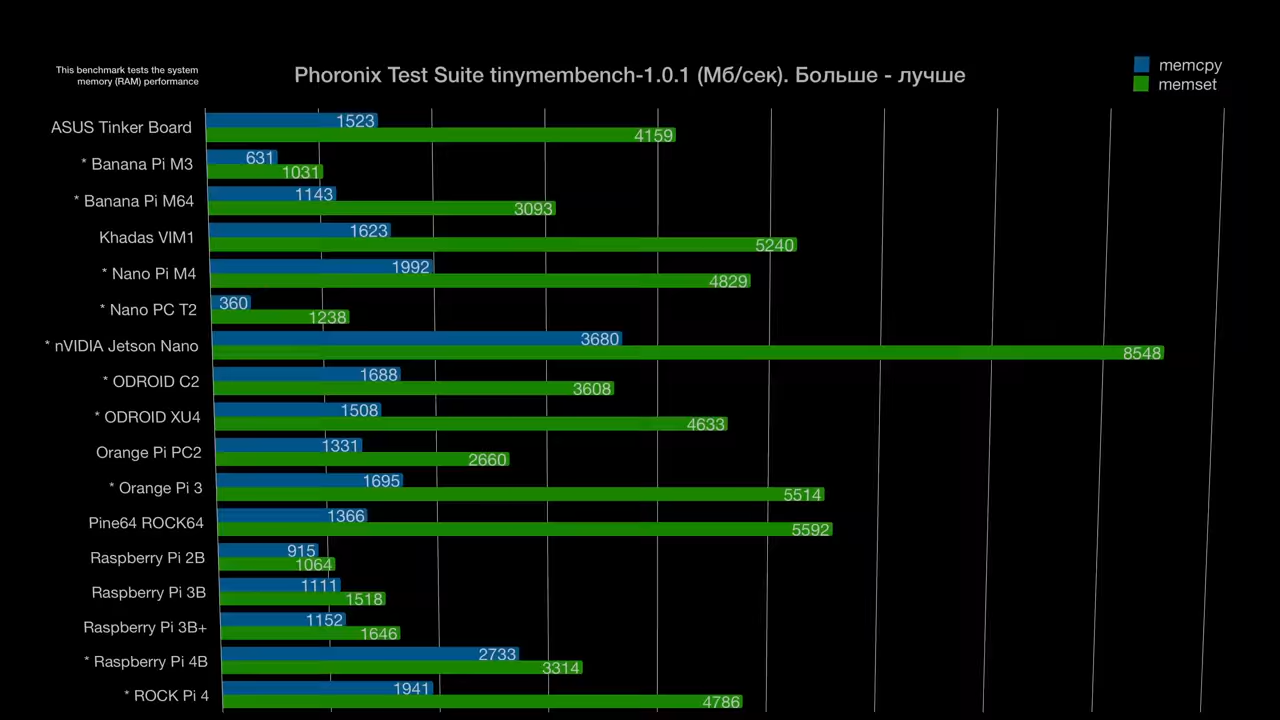 This benchmark tests the system
memory (RAM) performance
Phoronix Test Suite tinymembench-1.0.1 (Мб/сек). Больше - лучше
memcpy
memset
ASUS Tinker Board
1523
4159
* Banana Pi M3
631
1031
* Banana Pi M64
1143
3093
Khadas VIM1
1623
5240
* Nano Pi M4
1992
4829
* Nano PC T2
360
1238
* nVIDIA Jetson Nano
3680
8548
* ODROID C2
1688
3608
* ODROID XU4
1508
4633
Orange Pi PC2
1331
2660
* Orange Pi 3
1695
5514
Pine64 ROCK64
1366
5592
Raspberry Pi 2B
915
1064
Raspberry Pi 3B
1111
1518
Raspberry Pi 3B+
1152
1646
* Raspberry Pi 4B
2733
3314
* ROCK Pi 4
1941
4786